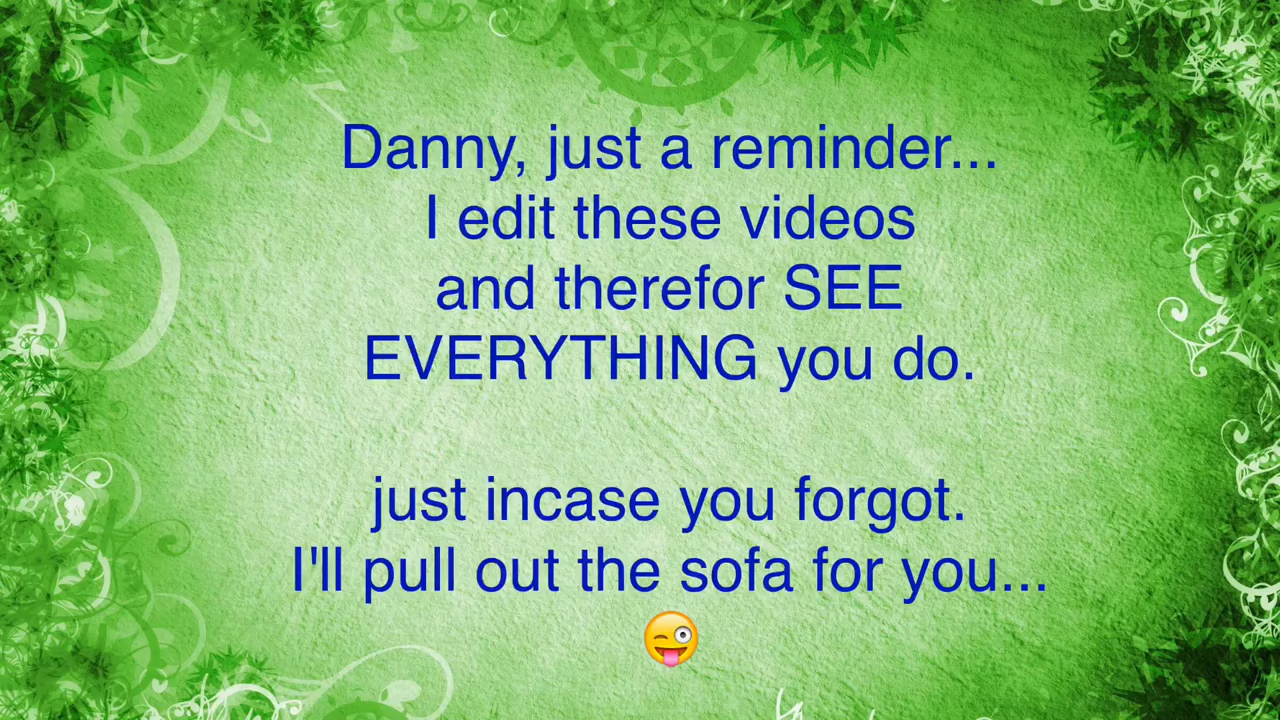 Danny, just a reminder...
I edit these videos
and therefor SEE
EVERYTHING you do.
just incase you forgot.
I'll pull out the sofa for you...
😜